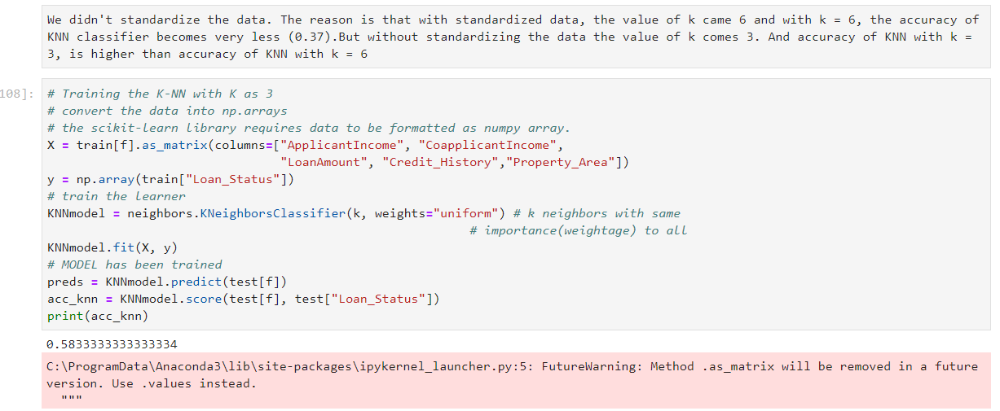 We didn't standardize the data. The reason is that with standardized data, the value of k came 6 and with k = 6, the accuracy of
KNN classifier becomes very less (0.37).But without standardizing the data the value of k comes 3. And accuracy of KNN with k =
3, is higher than accuracy of KNN with k = 6
108]:
# Training the K-NN with K as 3
# convert the data into np.arrays
# the scikit-learn library requires data to be formatted as numpy array.
X = train[f].as_matrix(columns=["ApplicantIncome", "CoapplicantIncome",
"LoanAmount", "Credit_History","Property_Area"])
y = np.array(train["Loan_Status"])
# train the learner
KNNmodel = neighbors.KNeighborsClassifier(k, weights="uniform") # k neighbors with same
# importance(weightage) to all
KNNmodel.fit(X, y)
# MODEL has been trained
preds = KNNmodel.predict(test[f])
acc_knn = KNNmodel.score(test[f], test["Loan_Status"])
print(acc_knn)
0.5833333333333334
C:\ProgramData\Anaconda3\lib\site-packages\ipykernel_launcher.py:5: FutureWarning: Method .as_matrix will be removed in a future
version. Use .values instead.
"""